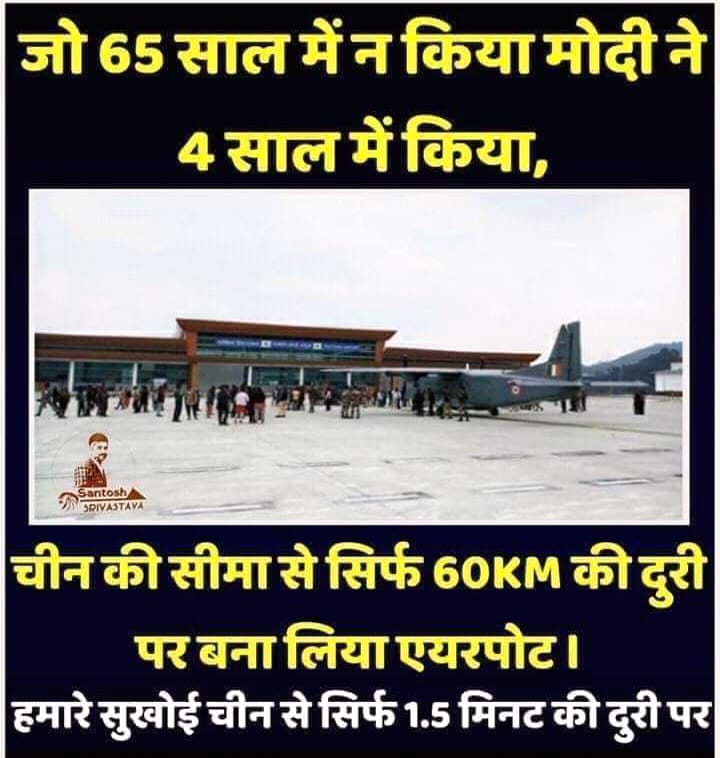 जो 65 साल में न किया मोदी ने
4 साल में किया,
Santosh
SRIVASTAVA
चीन की सीमा से सिर्फ 60KM की दुरी
पर बना लिया एयरपोट।
हमारे सुखोई चीन से सिर्फ 1.5 मिनट की दुरी पर